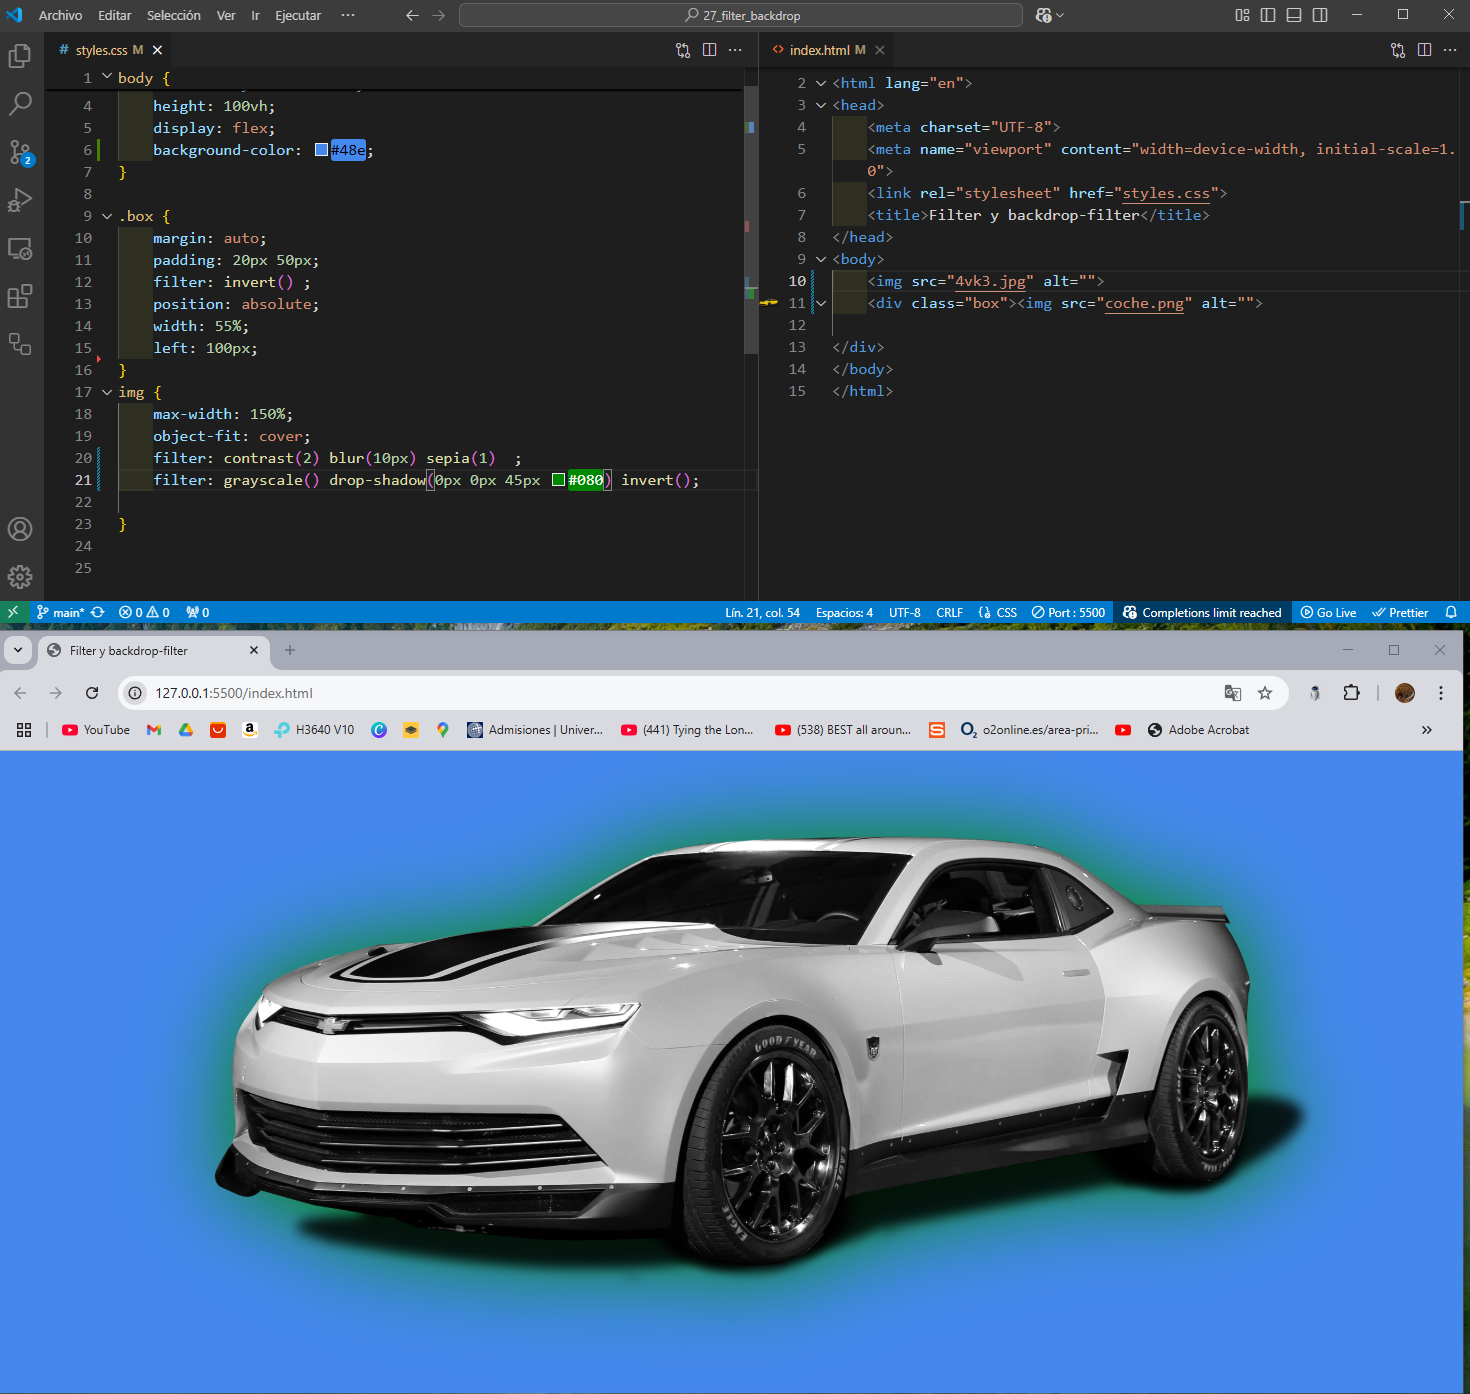 Archivo Editar Selección Ver Ir Ejecutar ··· 27_filter_backdrop
# styles.css M
1 body {
4 height: 100vh;
5 display: flex;
6 background-color: #48e;
7 }
8
9 .box {
10 margin: auto;
11 padding: 20px 50px;
12 filter: invert() ;
13 position: absolute;
14 width: 55%;
15 left: 100px;
16 }
17 img {
18 max-width: 150%;
19 object-fit: cover;
20 filter: contrast(2) blur(10px) sepia(1)  ;
21 filter: grayscale() drop-shadow(0px 0px 45px #080) invert();
22
23 }
24
25
<> index.html M
2 <html lang="en">
3 <head>
4 <meta charset="UTF-8">
5 <meta name="viewport" content="width=device-width, initial-scale=1.
0">
6 <link rel="stylesheet" href="styles.css">
7 <title>Filter y backdrop-filter</title>
8 </head>
9 <body>
10 <img src="4vk3.jpg" alt="">
11 <div class="box"><img src="coche.png" alt="">
12
13 </div>
14 </body>
15 </html>
2
main* 0 0 0 Lín. 21, col. 54 Espacios: 4 UTF-8 CRLF {} CSS Port : 5500 Completions limit reached Go Live Prettier
Filter y backdrop-filter
127.0.0.1:5500/index.html
YouTube H3640 V10 Admisiones | Univer... (441) Tying the Lon... (538) BEST all aroun... o2online.es/area-pri... Adobe Acrobat
GOOD YEAR
EAGLE
EAGLE